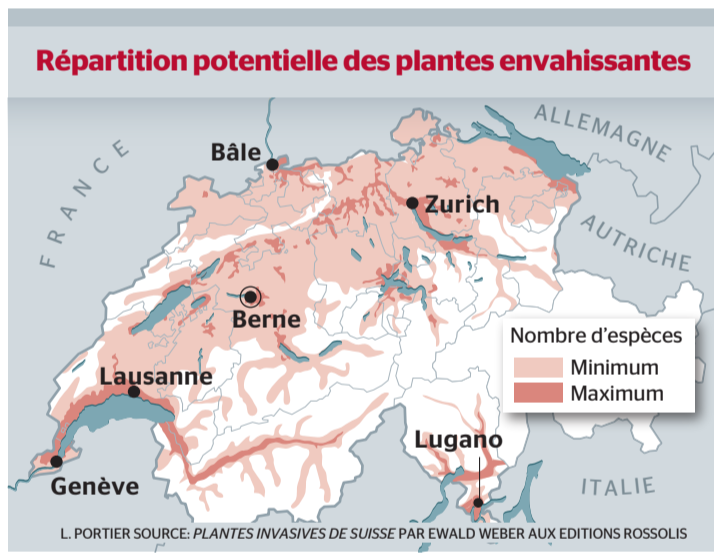 Répartition potentielle des plantes envahissantes
FRANCE
ALLEMAGNE
Bâle
Zurich
AUTRICHE
Berne
Nombre d'espèces
Minimum
Maximum
Lausanne
Lugano
Genève
ITALIE
L. PORTIER SOURCE: PLANTES INVASIVES DE SUISSE PAR EWALD WEBER AUX EDITIONS ROSSOLIS